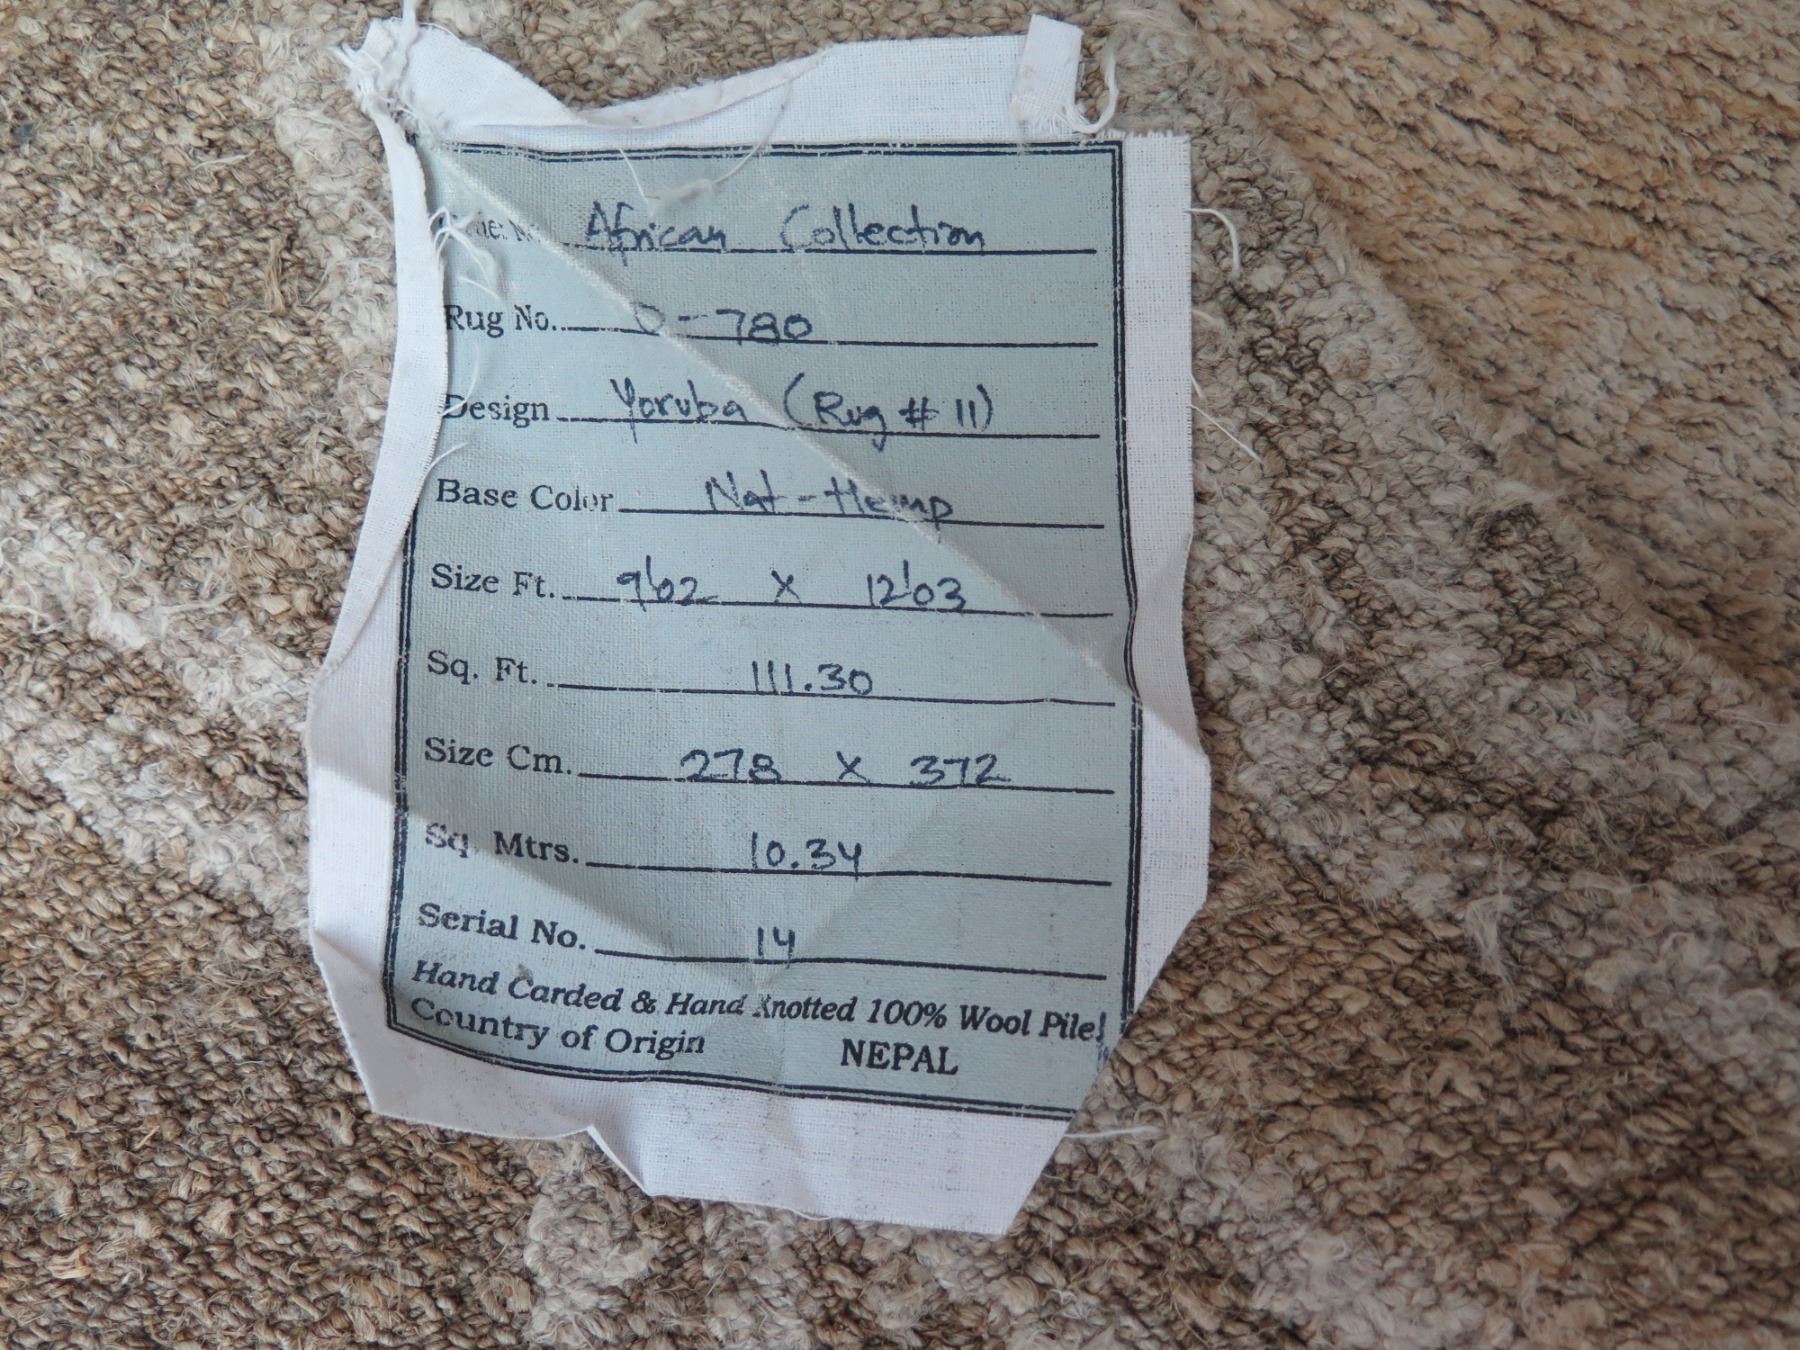 African Collection
Rug No. 0-780
Design Yoruba (Rug # 11)
Base Color Nat-Hemp
Size Ft. 9'02 X 12'03
Sq. Ft. 111.30
Size Cm. 278 X 372
Sq. Mtrs. 10.34
Serial No. 14
Hand Carded & Hand Knotted 100% Wool Pile
Country of Origin NEPAL